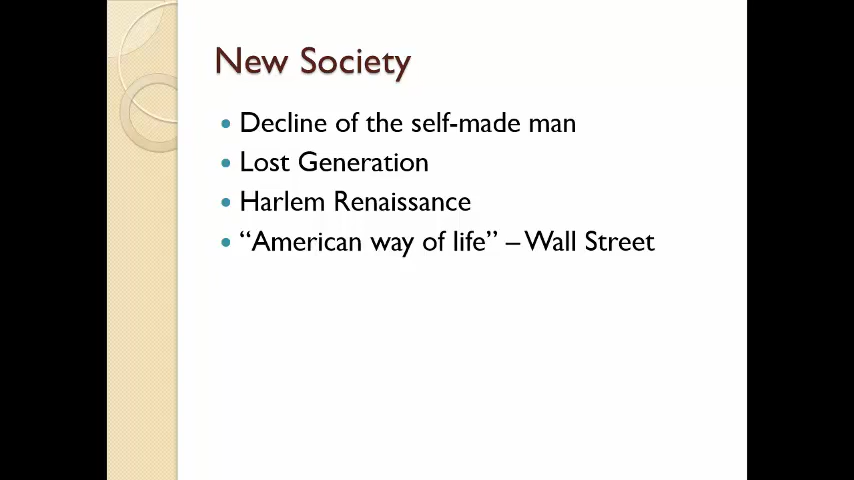 New Society
• Decline of the self-made man
• Lost Generation
• Harlem Renaissance
• “American way of life” – Wall Street